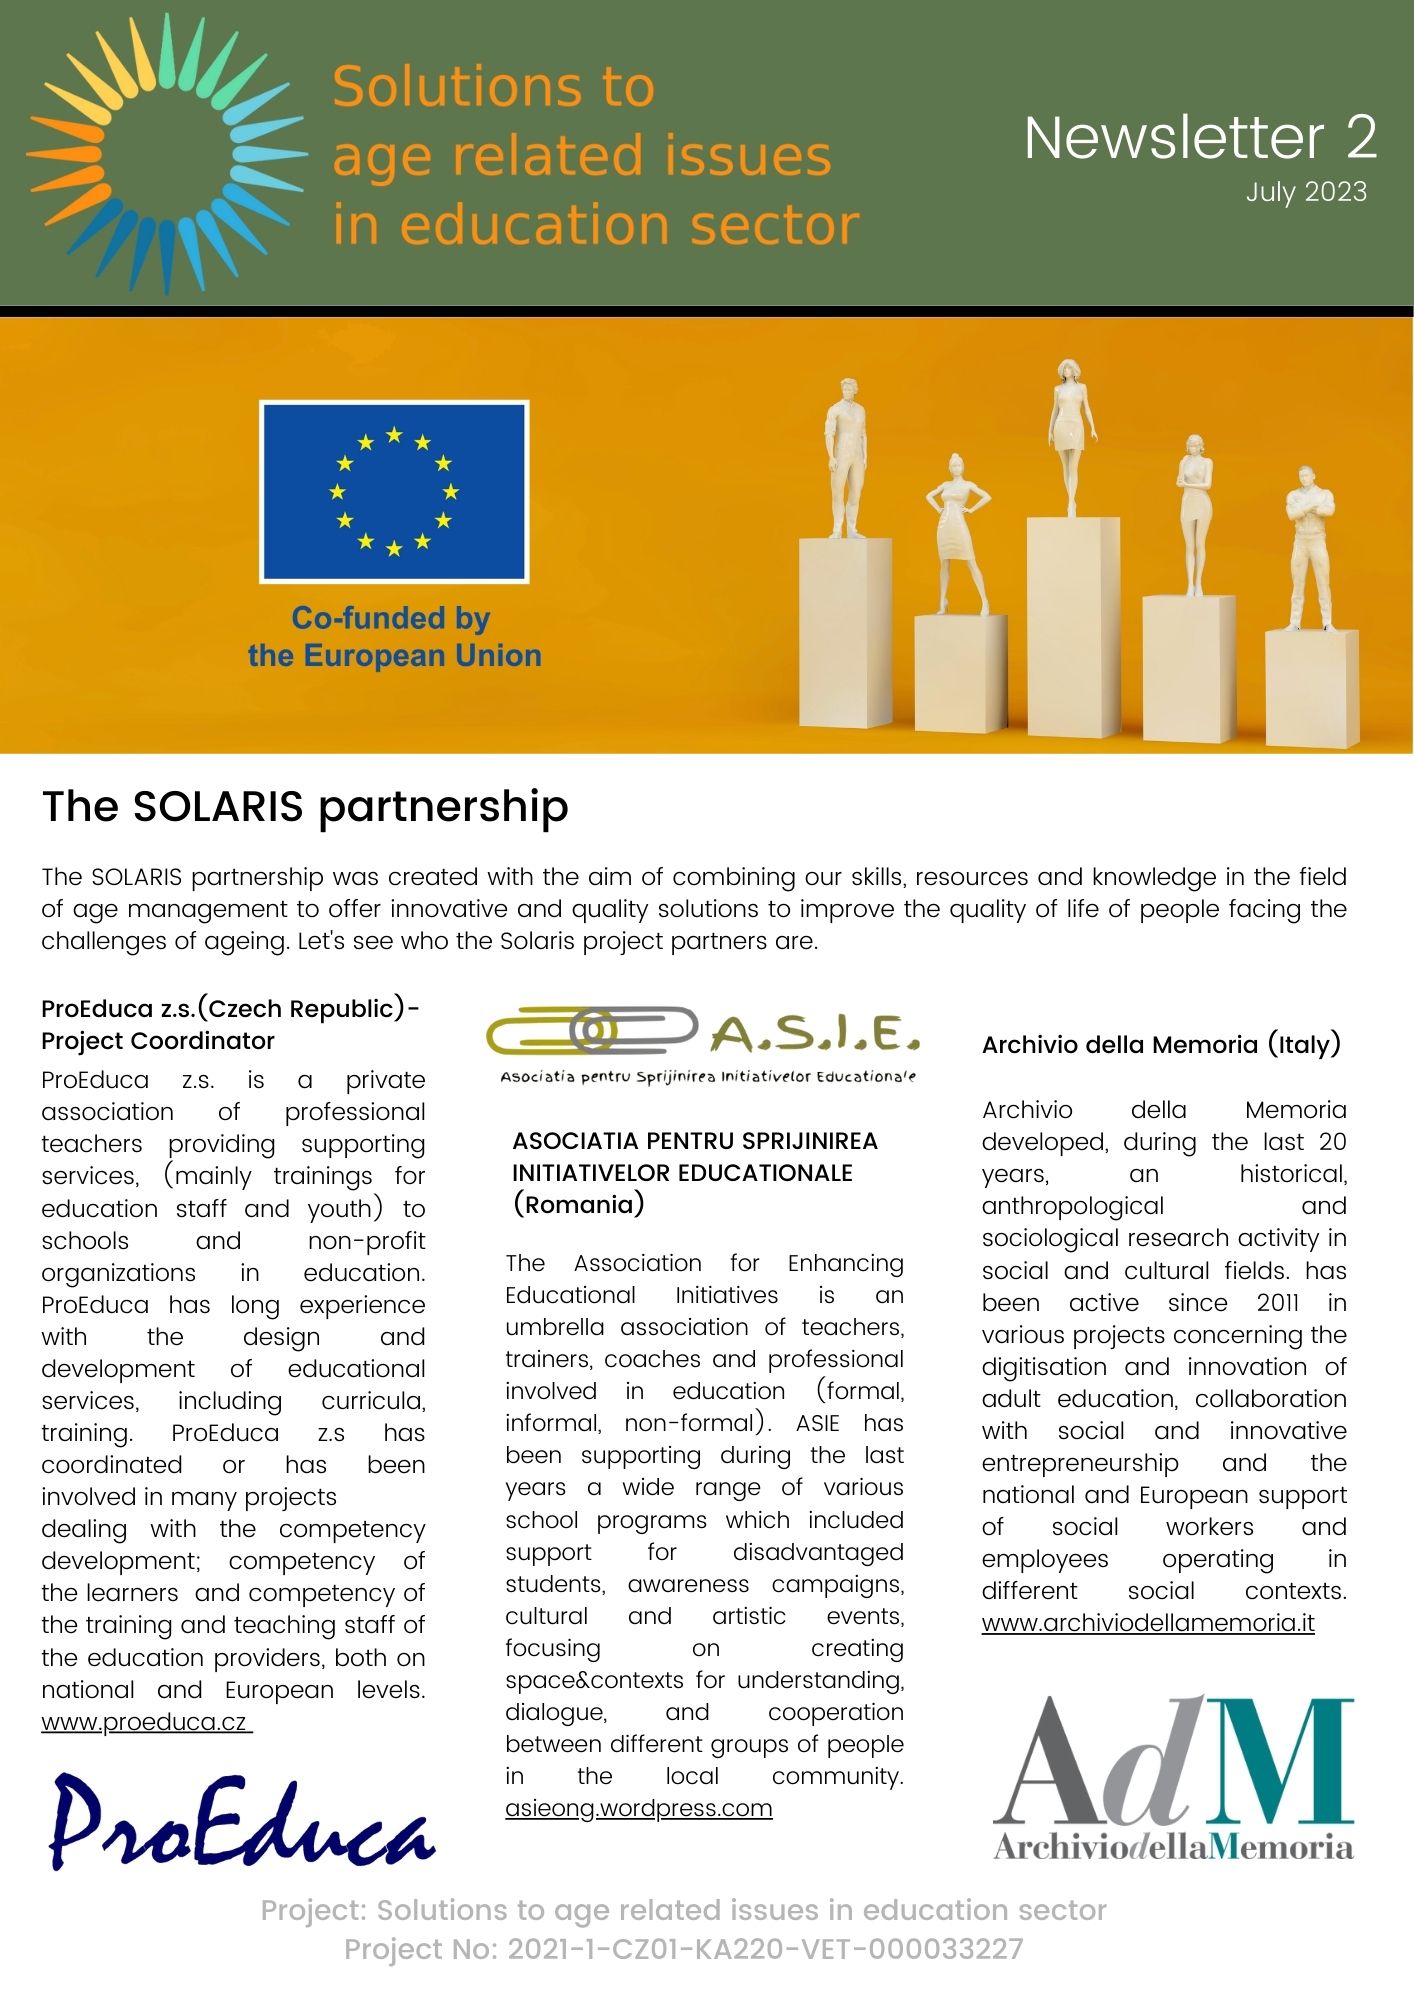 Solutions to
age related issues
in education sector
Newsletter 2
July 2023
Co-funded by
the European Union
The SOLARIS partnership
The SOLARIS partnership was created with the aim of combining our skills, resources and knowledge in the field
of age management to offer innovative and quality solutions to improve the quality of life of people facing the
challenges of ageing. Let's see who the Solaris project partners are.
ProEduca z.s.(Czech Republic)-
Project Coordinator
ProEduca z.s. is a private
association of professional
teachers providing supporting
services, (mainly trainings for
education staff and youth) to
schools and non-profit
organizations in education.
ProEduca has long experience
with the design and
development of educational
services, including curricula,
training. ProEduca z.s has
coordinated or has been
involved in many projects
dealing with the competency
development; competency of
the learners and competency of
the training and teaching staff of
the education providers, both on
national and European levels.
www.proeduca.cz
ProEduca
A.S.I.E.
Asociatia pentru Sprijinirea Initiativelor Educationale
ASOCIATIA PENTRU SPRIJINIREA
INITIATIVELOR EDUCATIONALE
(Romania)
The Association for Enhancing
Educational Initiatives is an
umbrella association of teachers,
trainers, coaches and professional
involved in education (formal,
informal, non-formal). ASIE has
been supporting during the last
years a wide range of various
school programs which included
support for disadvantaged
students, awareness campaigns,
cultural and artistic events,
focusing on creating
space&contexts for understanding,
dialogue, and cooperation
between different groups of people
in the local community.
asieong.wordpress.com
Archivio della Memoria (Italy)
Archivio della Memoria
developed, during the last 20
years, an historical,
anthropological and
sociological research activity in
social and cultural fields. has
been active since 2011 in
various projects concerning the
digitisation and innovation of
adult education, collaboration
with social and innovative
entrepreneurship and the
national and European support
of social workers and
employees operating in
different social contexts.
www.archiviodellamemoria.it
AdM
ArchiviodellaMemoria
Project: Solutions to age related issues in education sector
Project No: 2021-1-CZ01-KA220-VET-000033227